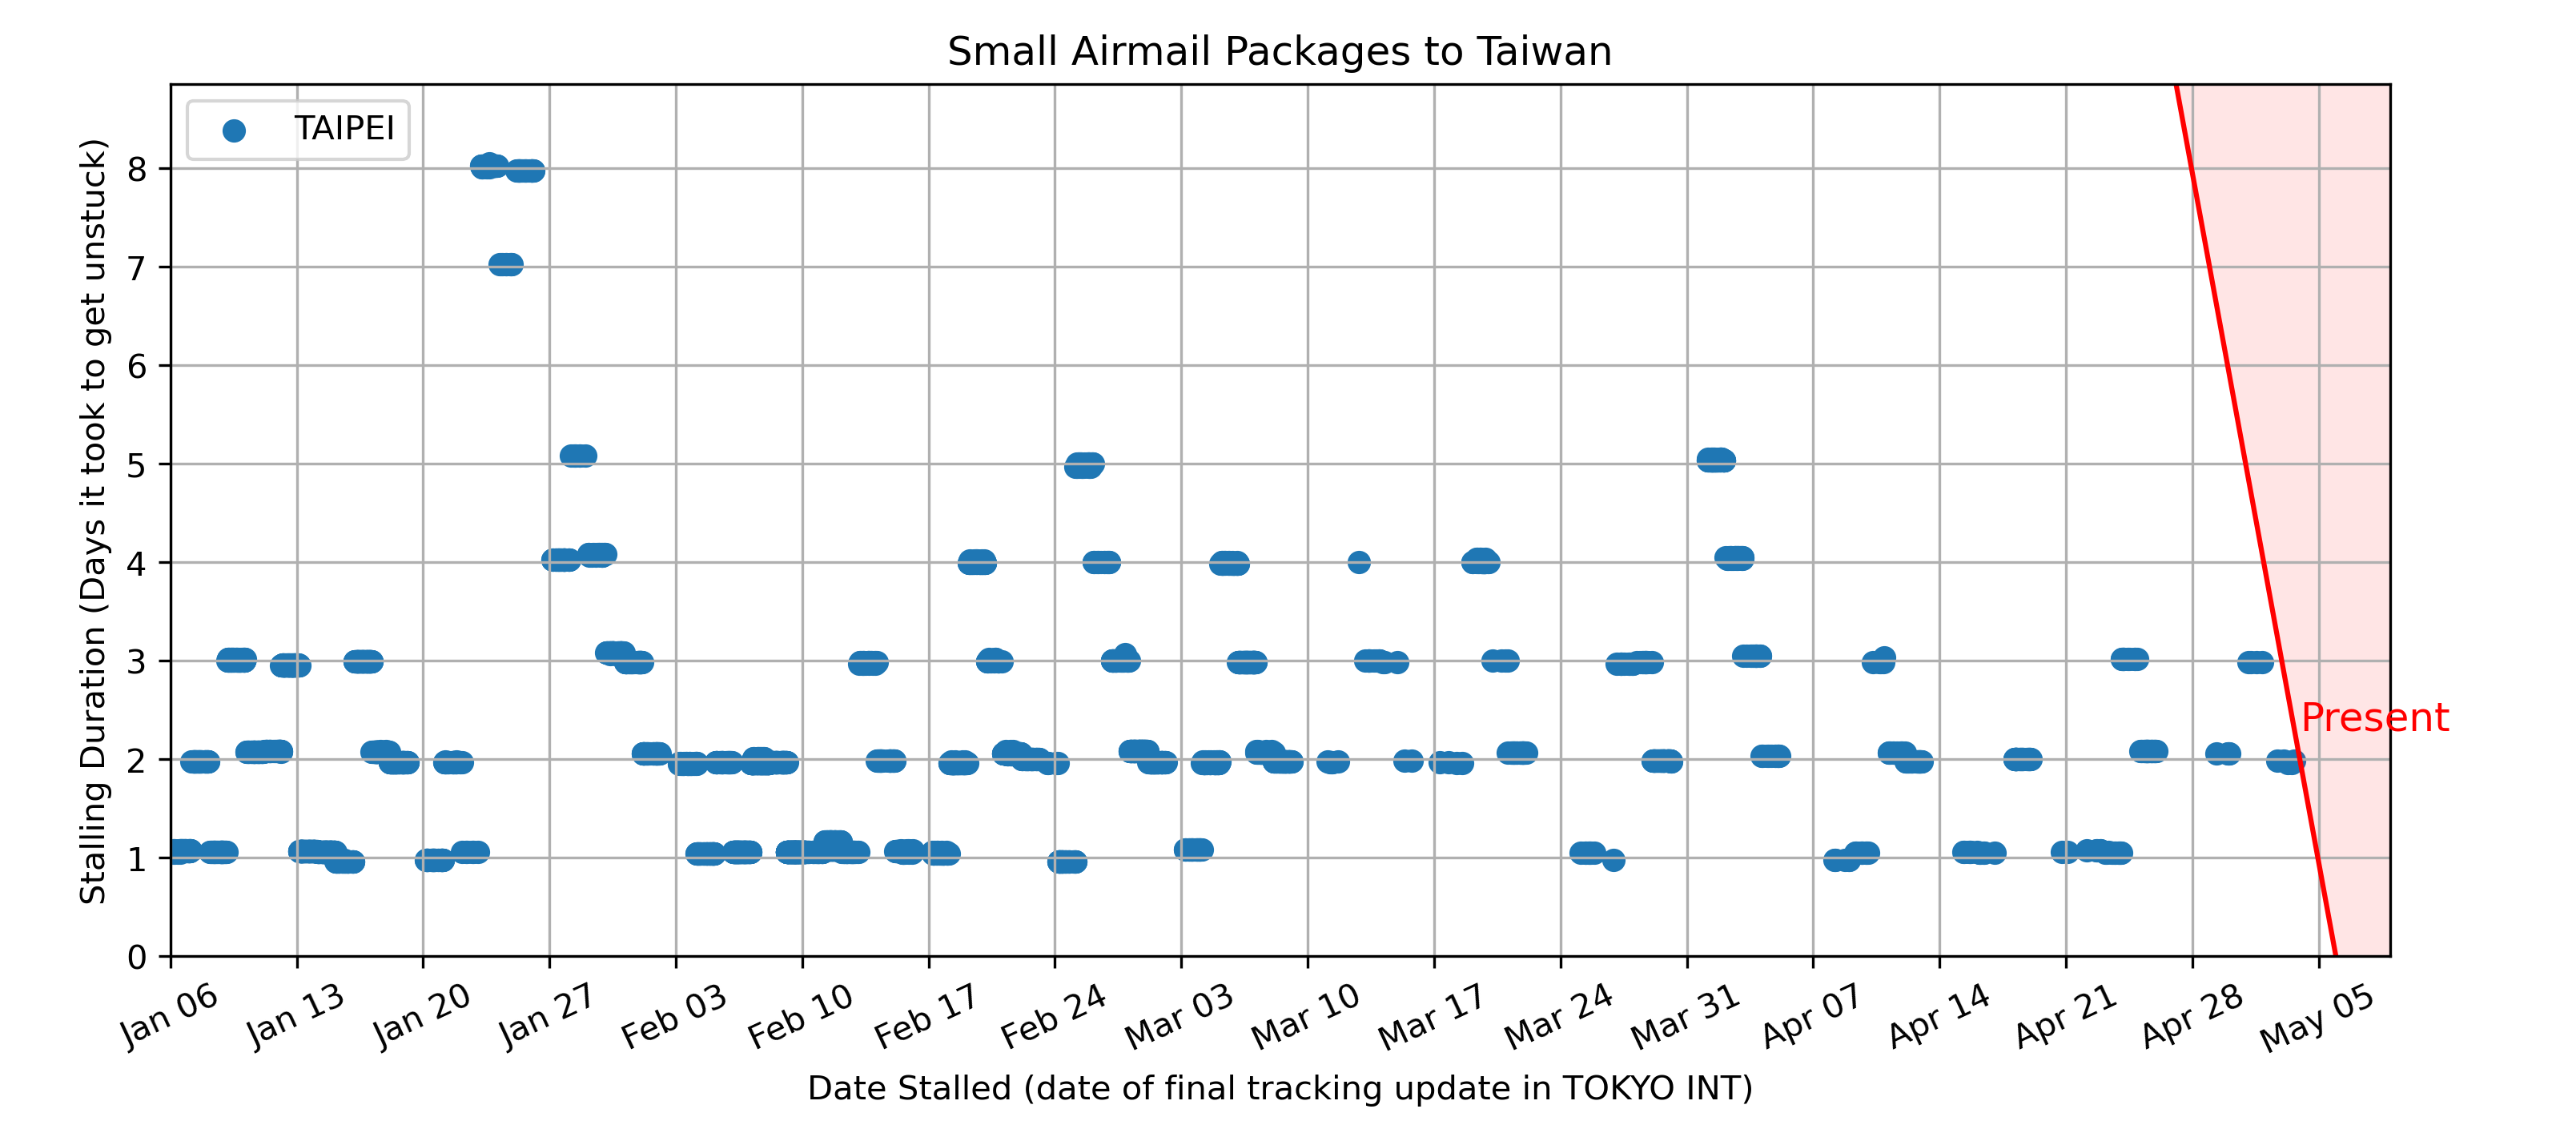 Small Airmail Packages to Taiwan
TAIPEI
Stalling Duration (Days it took to get unstuck)
8
7
6
5
4
3
2
1
0
Present
Jan 06
Jan 13
Jan 20
Jan 27
Feb 03
Feb 10
Feb 17
Feb 24
Mar 03
Mar 10
Mar 17
Mar 24
Mar 31
Apr 07
Apr 14
Apr 21
Apr 28
May 05
Date Stalled (date of final tracking update in TOKYO INT)